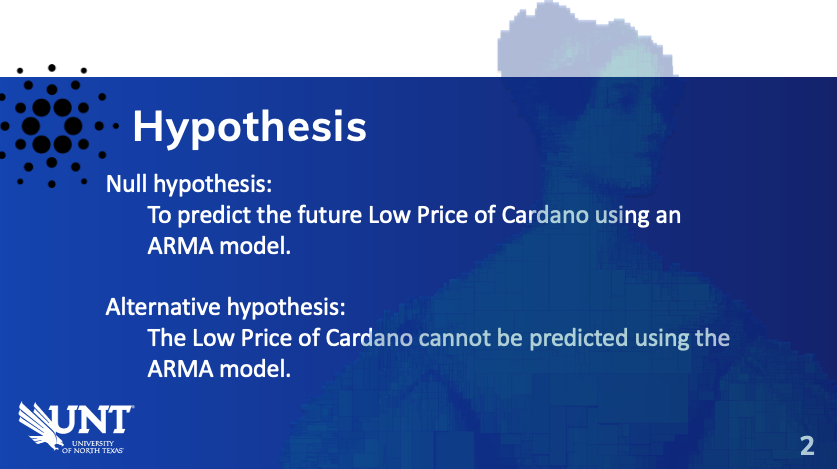 Hypothesis
Null hypothesis:
To predict the future Low Price of Cardano using an
ARMA model.
Alternative hypothesis:
The Low Price of Cardano cannot be predicted using the
ARMA model.
UNT
UNIVERSITY
OF NORTH TEXAS
2